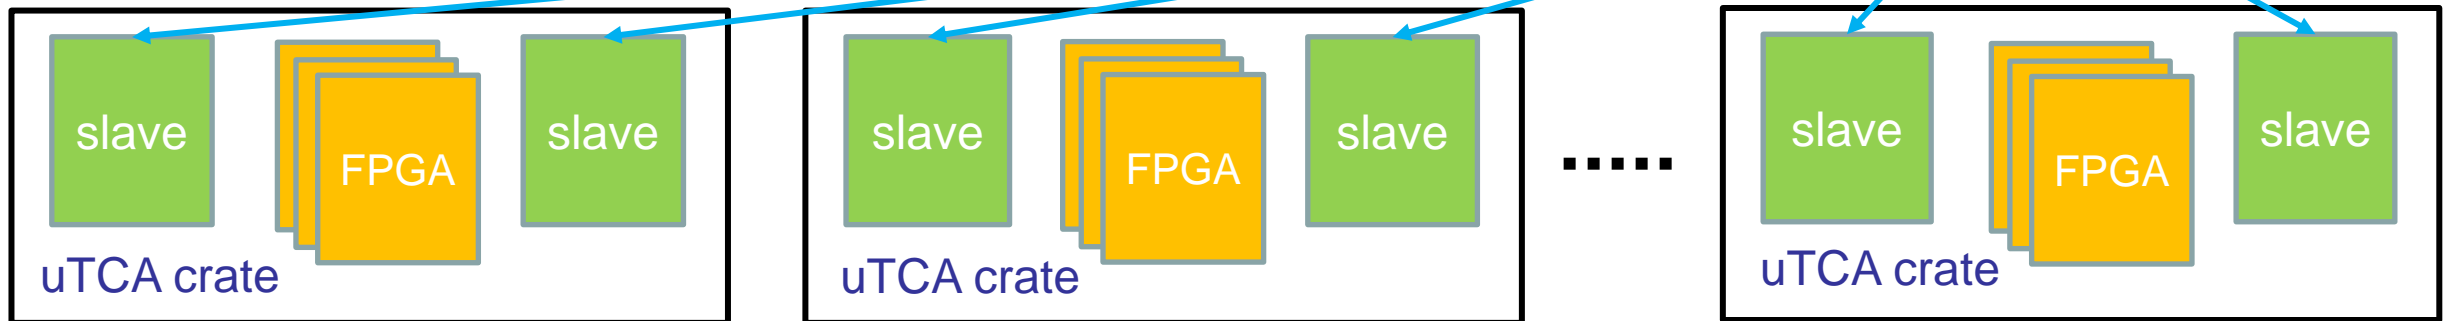 slave
FPGA
slave
uTCA crate
slave
FPGA
slave
uTCA crate
......
slave
FPGA
slave
uTCA crate